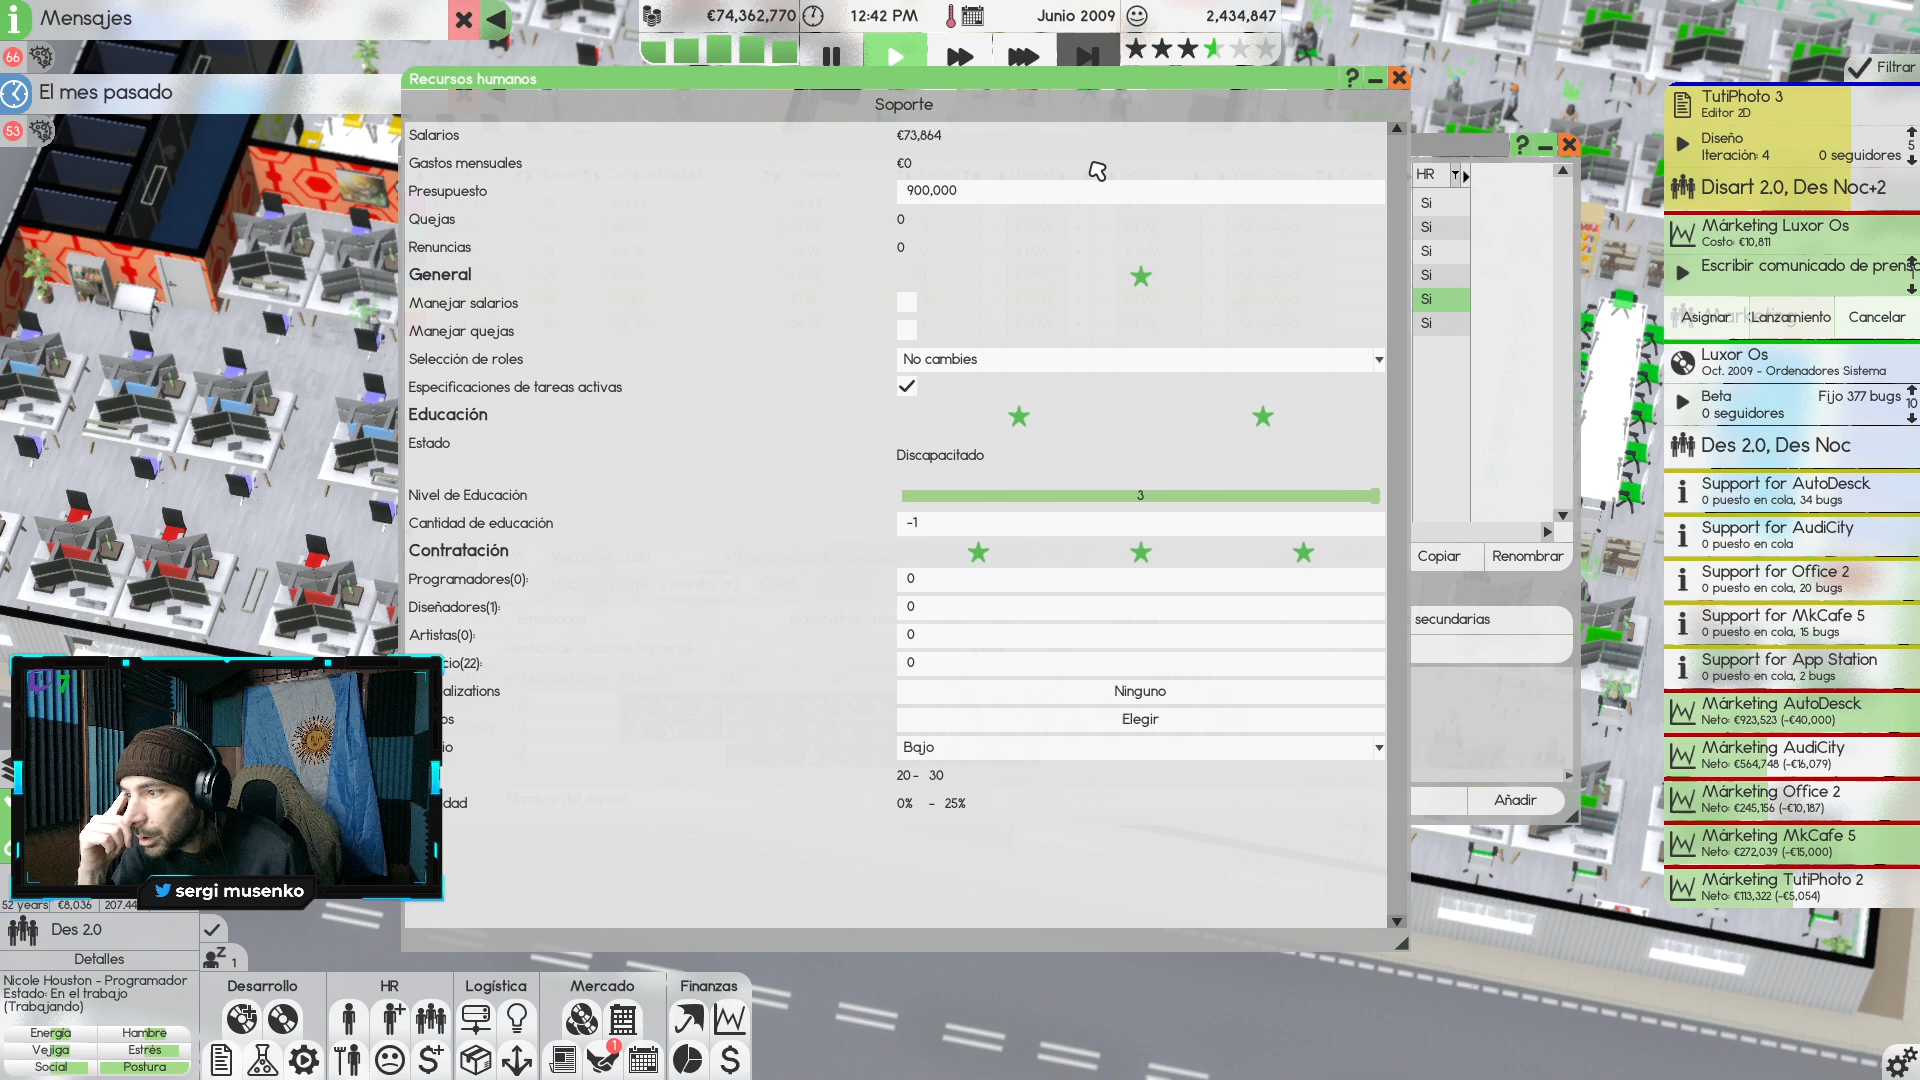 Mensajes
€74,362,770
12:42 PM
Junio 2009
2,434,847
66
El mes pasado
53
Filtrar
Recursos humanos
Soporte
Salarios
€73,864
Gastos mensuales
€0
Presupuesto
900,000
Quejas
0
Renuncias
0
General
Manejar salarios
Manejar quejas
Selección de roles
No cambies
Especificaciones de tareas activas
Educación
Estado
Discapacitado
Nivel de Educación
3
Cantidad de educación
-1
Contratación
Programadores(0):
0
Diseñadores(1):
0
Artistas(0):
0
cio(22):
0
alizations
Ninguno
os
Elegir
io
Bajo
20 - 30
dad
0% - 25%
HR
Si
Si
Si
Si
Si
Si
Copiar
Renombrar
secundarias
Añadir
TutiPhoto 3
Editor 2D
Diseño
Iteración: 4
0 seguidores
5
Disart 2.0, Des Noc+2
Márketing Luxor Os
Costo: €10,811
Escribir comunicado de prensa
Asignar
Lanzamiento
Cancelar
Luxor Os
Oct. 2009 - Ordenadores Sistema
Beta
Fijo 377 bugs
0 seguidores
10
Des 2.0, Des Noc
Support for AutoDesck
0 puesto en cola, 34 bugs
Support for AudiCity
0 puesto en cola
Support for Office 2
0 puesto en cola, 20 bugs
Support for MkCafe 5
0 puesto en cola, 15 bugs
Support for App Station
0 puesto en cola, 2 bugs
Márketing AutoDesck
Neto: €923,523 (-€40,000)
Márketing AudiCity
Neto: €564,748 (-€16,079)
Márketing Office 2
Neto: €245,156 (-€10,187)
Márketing MkCafe 5
Neto: €272,039 (-€15,000)
Márketing TutiPhoto 2
Neto: €113,322 (-€5,054)
7
sergi musenko
52 years
€8,036
207.44
Des 2.0
Detalles
1
Nicole Houston - Programador
Estado: En el trabajo
(Trabajando)
Energía
Hambre
Vejiga
Estrés
Social
Postura
Desarrollo
HR
Logística
Mercado
Finanzas
1